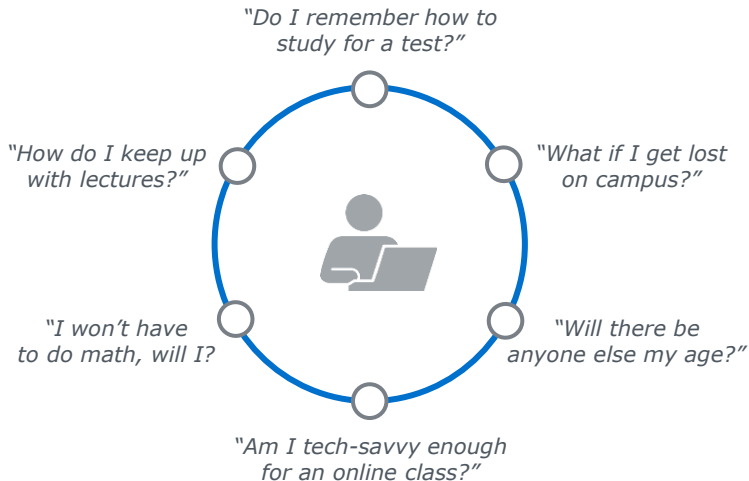 “Do I remember how to
study for a test?”
“How do I keep up
with lectures?”
“What if I get lost
on campus?”
“I won’t have
to do math, will I?
“Will there be
anyone else my age?”
“Am I tech-savvy enough
for an online class?”